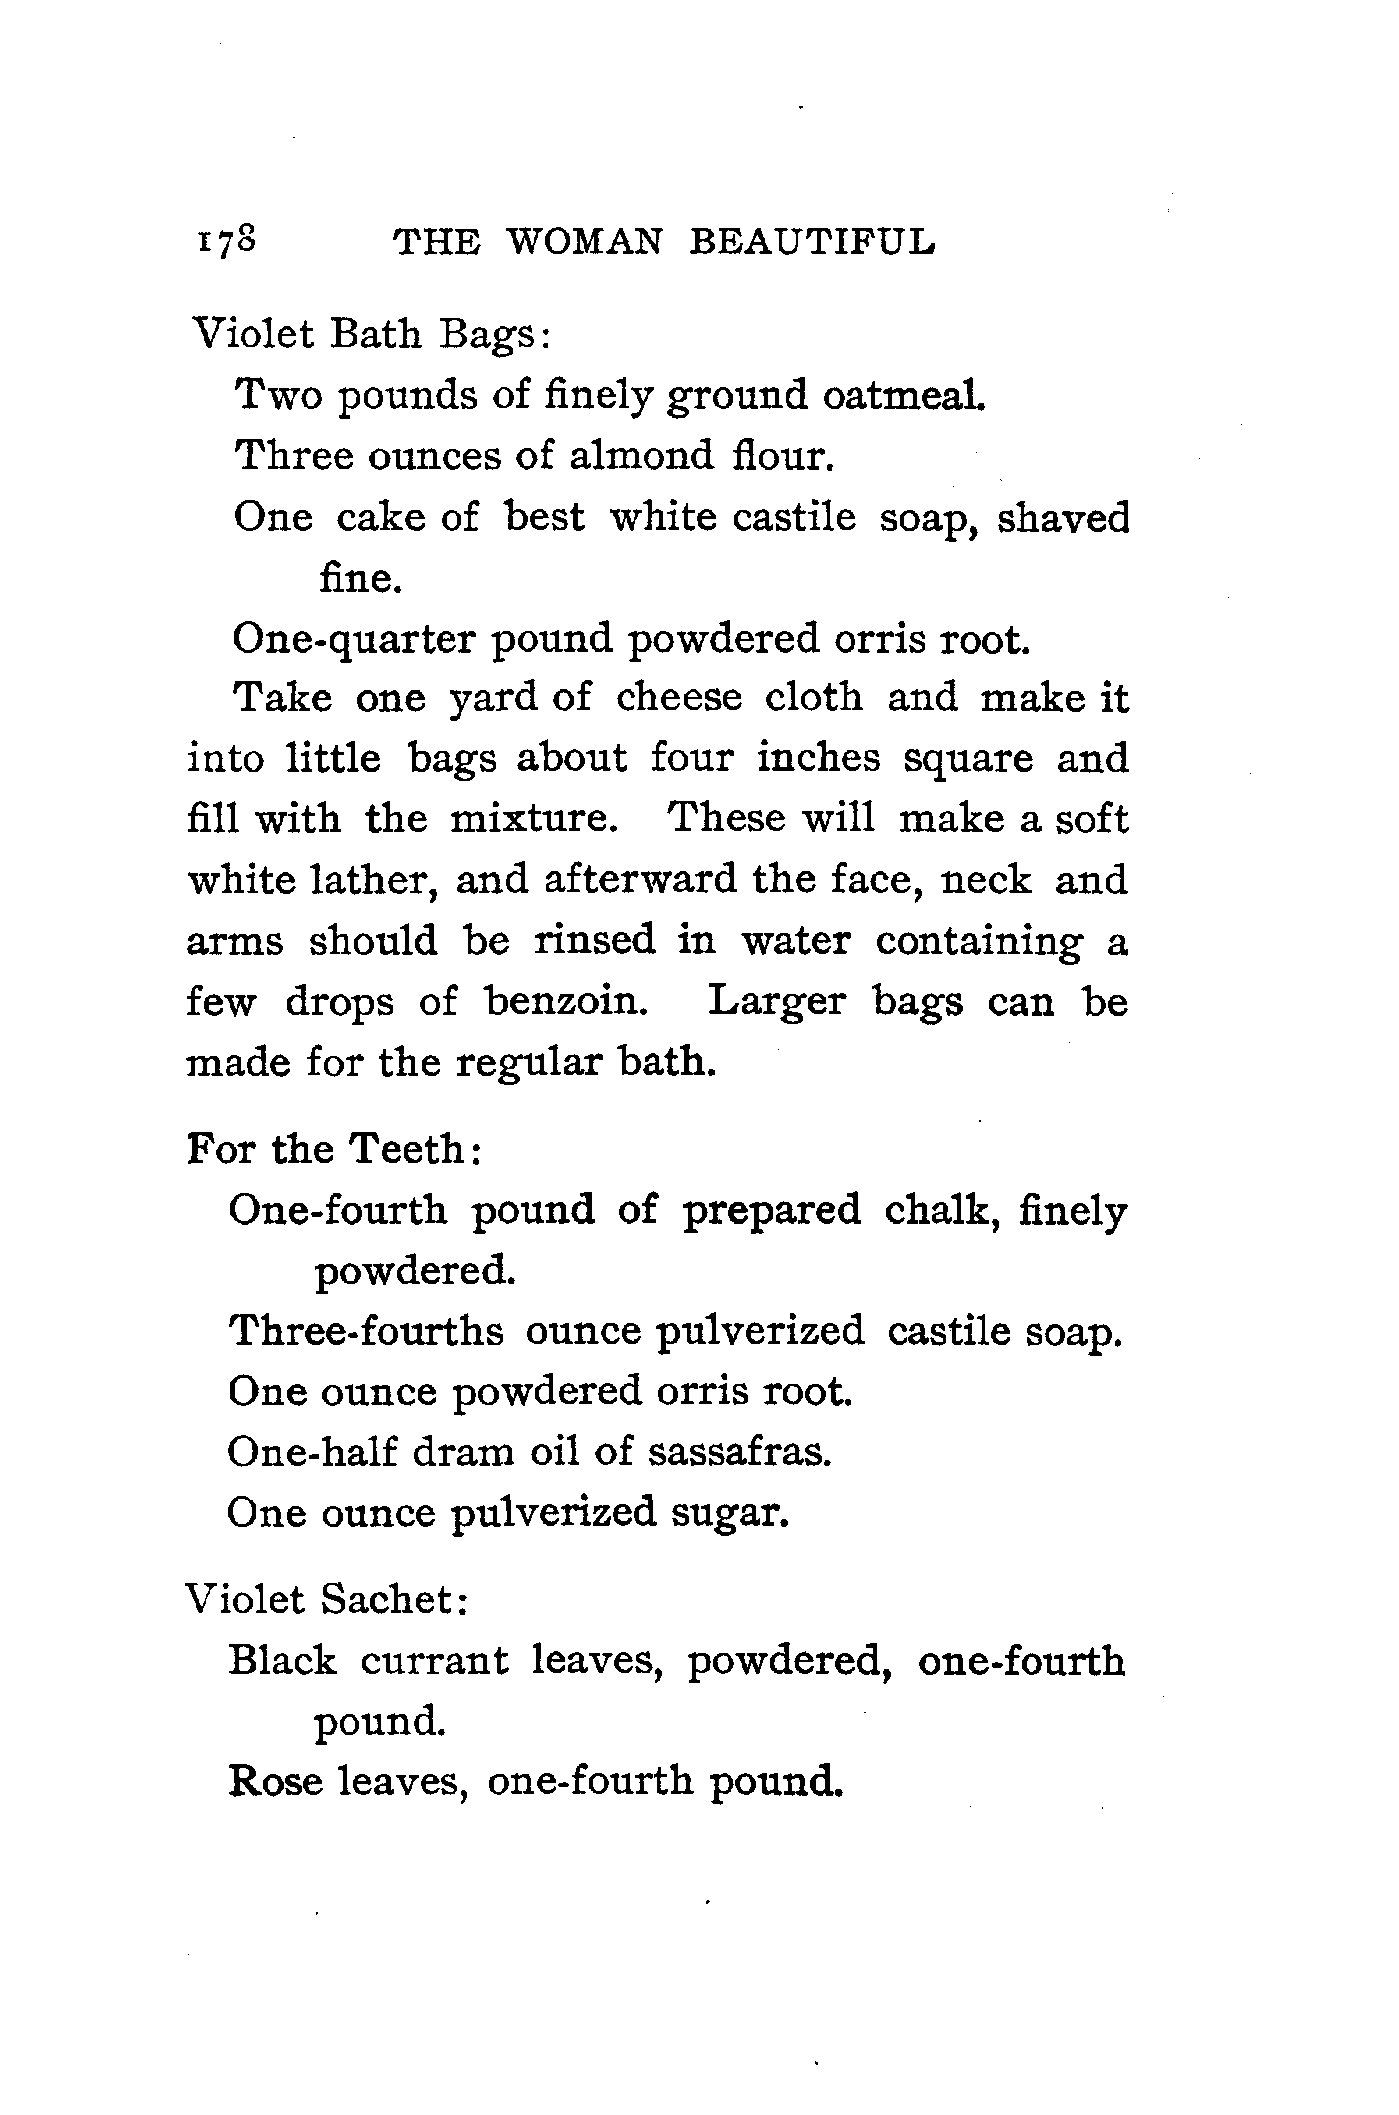 178 THE WOMAN BEAUTIFUL
Violet Bath Bags:
Two pounds of finely ground oatmeal.
Three ounces of almond flour.
One cake of best white castile soap, shaved
fine.
One-quarter pound powdered orris root.
Take one yard of cheese cloth and make it
into little bags about four inches square and
fill with the mixture. These will make a soft
white lather, and afterward the face, neck and
arms should be rinsed in water containing a
few drops of benzoin. Larger bags can be
made for the regular bath.
For the Teeth:
One-fourth pound of prepared chalk, finely
powdered.
Three-fourths ounce pulverized castile soap.
One ounce powdered orris root.
One-half dram oil of sassafras.
One ounce pulverized sugar.
Violet Sachet:
Black currant leaves, powdered, one-fourth
pound.
Rose leaves, one-fourth pound.